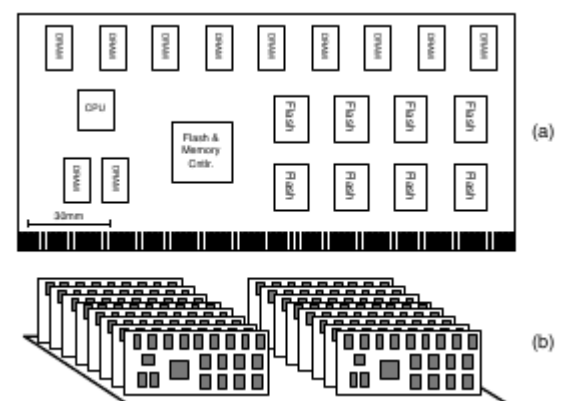 DRAM DRAM DRAM DRAM DRAM DRAM DRAM DRAM DRAM
CPU
Flash &
Memory
Cntlr.
Flash Flash Flash Flash
(a)
DRAM DRAM
Flash Flash Flash Flash
30mm
(b)